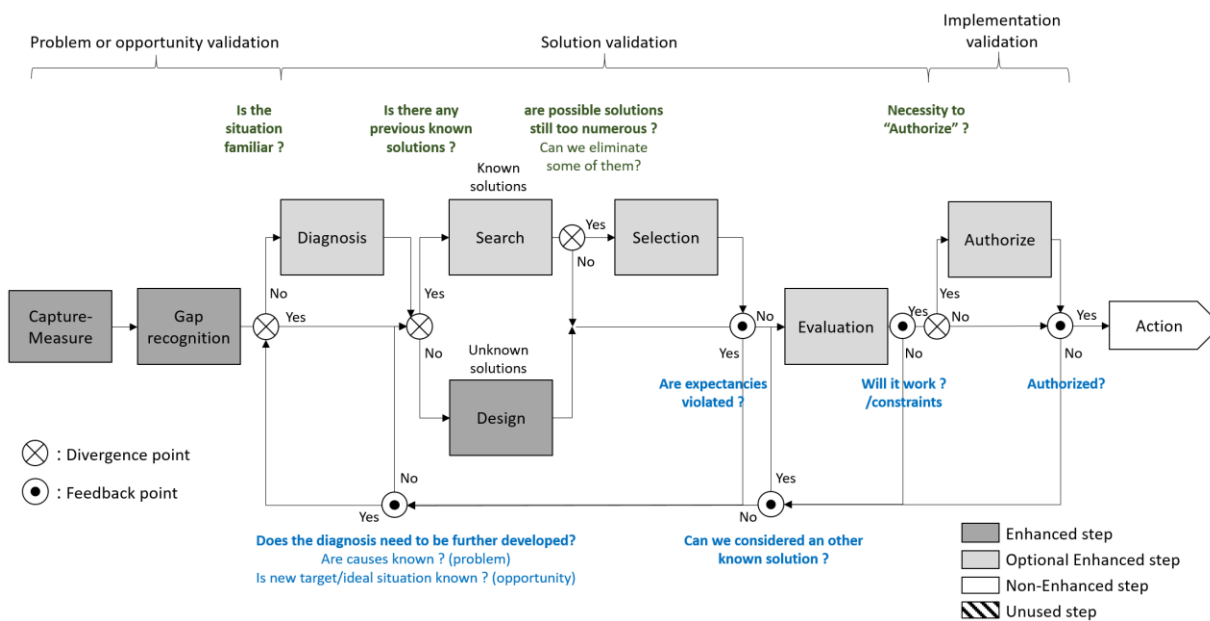 Problem or opportunity validation
Solution validation
Implementation
validation
Is the
situation
familiar ?
Is there any
previous known
solutions ?
are possible solutions
still too numerous ?
Can we eliminate
some of them?
Necessity to
“Authorize” ?
Known
solutions
Diagnosis
Search
Yes
Selection
Authorize
No
No
Yes
Yes
Capture-
Measure
Gap
recognition
Yes
No
Unknown
solutions
No
Yes
Evaluation
Yes
No
No
Yes
No
Action
Design
Are expectancies
violated ?
Will it work ?
/constraints
Authorized?
: Divergence point
: Feedback point
No
Yes
Yes
No
Does the diagnosis need to be further developed?
Are causes known ? (problem)
Is new target/ideal situation known ? (opportunity)
Can we considered an other
known solution ?
Enhanced step
Optional Enhanced step
Non-Enhanced step
Unused step